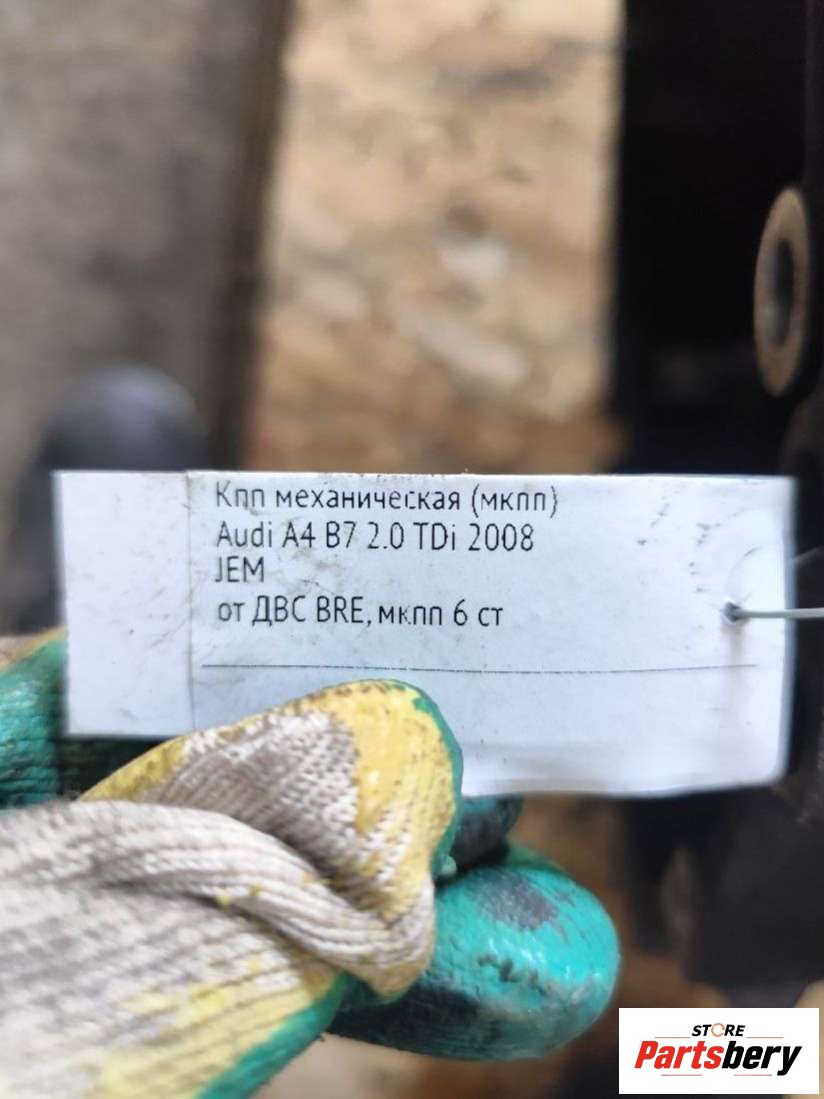 Кпп механическая (мкпп)
Audi A4 B7 2.0 TDi 2008
JEM
от ДВС BRE, мкпп 6 ст
STORE
Partsbery